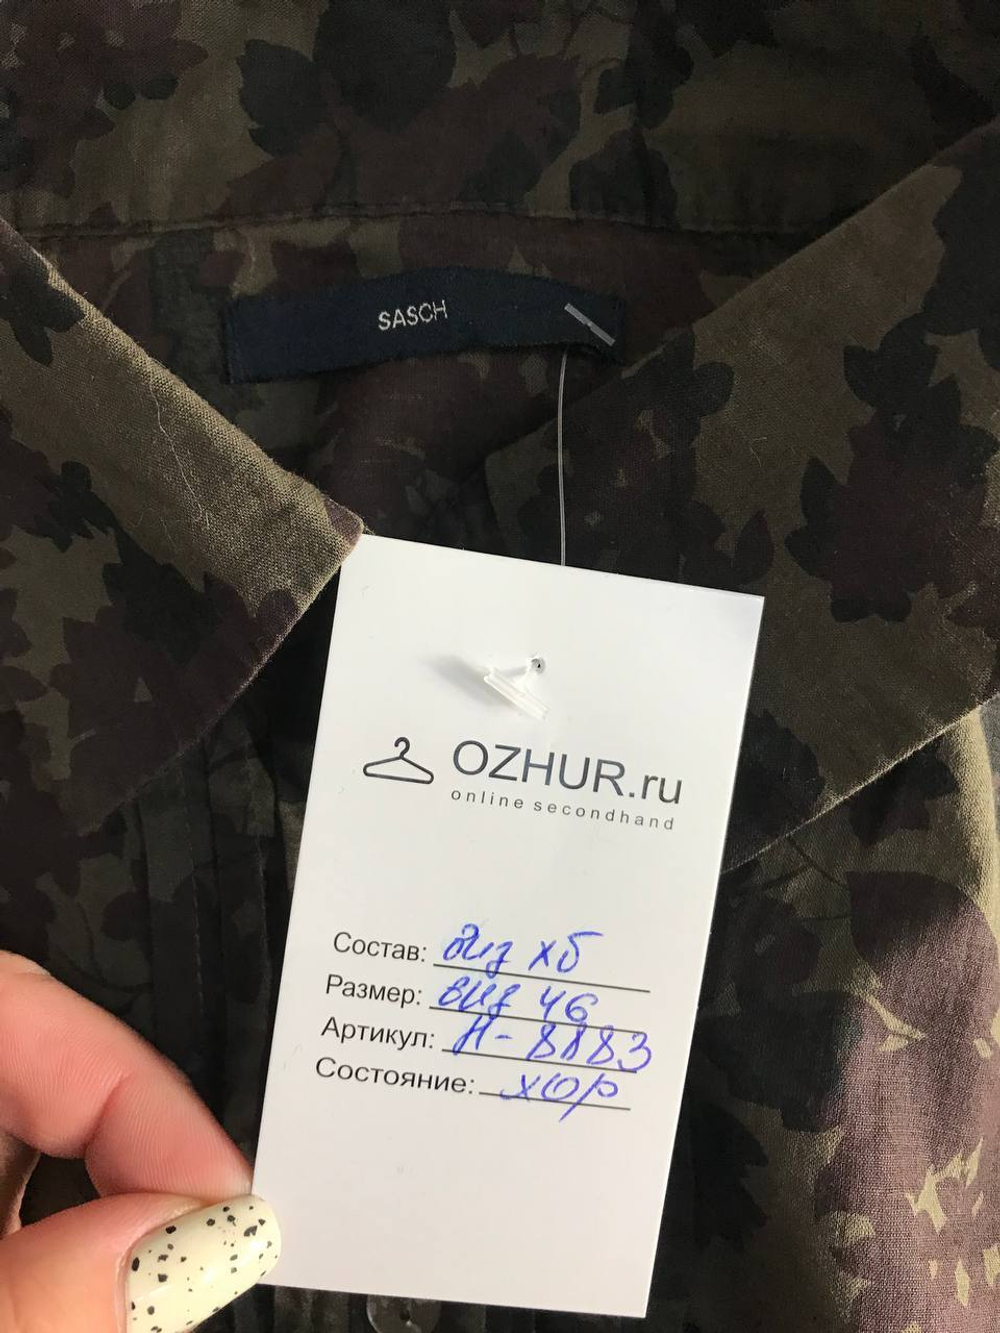 SASCH
OZHUR.ru
online secondhand
Состав: виз хб
Размер: виз 46
Артикул: Н-8883
Состояние: хор